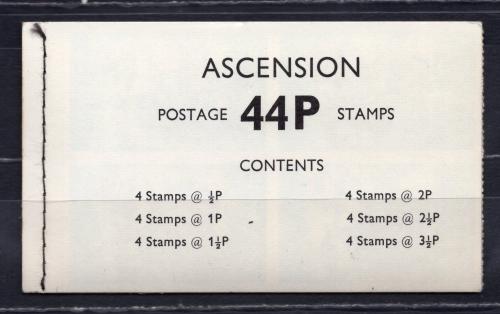 ASCENSION
POSTAGE 44P STAMPS
CONTENTS
4 Stamps @ ½P 4 Stamps @ 2P
4 Stamps @ 1P 4 Stamps @ 2½P
4 Stamps @ 1½P 4 Stamps @ 3½P